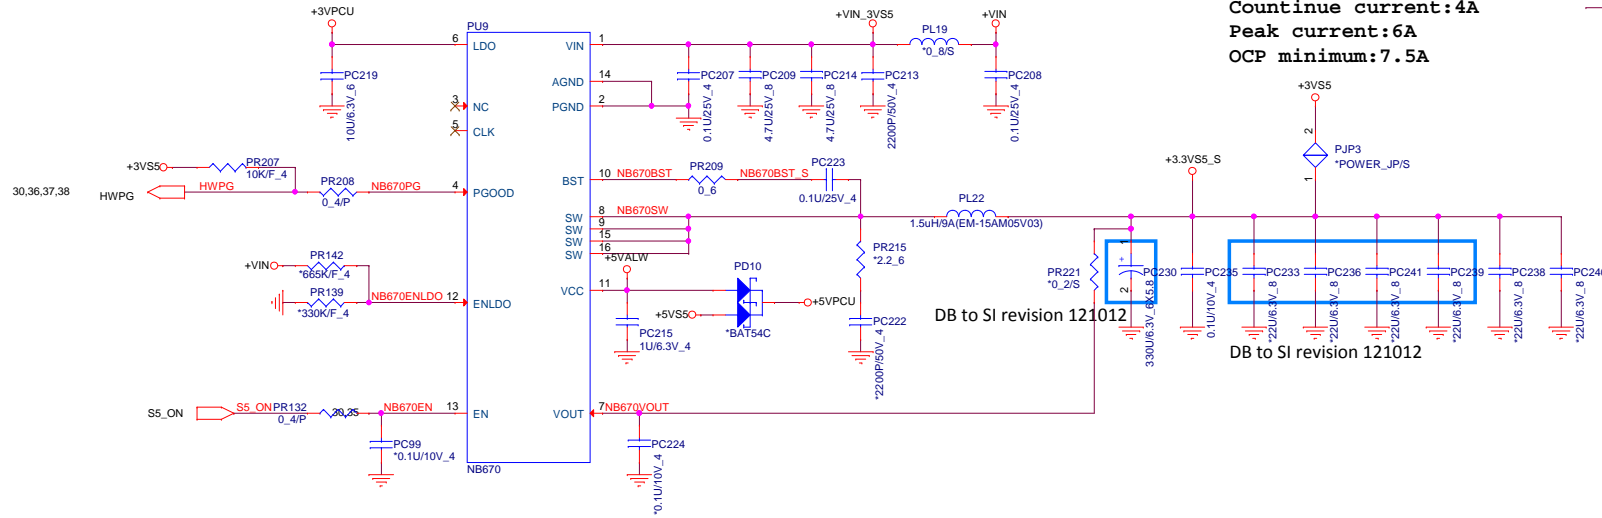 Countinue current:4A
Peak current:6A
OCP minimum:7.5A
+3VPCU
PU9
+VIN_3VS5
+VIN
PL19
*0_8/S
6
LDO
VIN
1
PC219
10U/6.3V_6
AGND
14
PGND
2
PC207
0.1U/25V_4
PC209
4.7U/25V_8
PC214
4.7U/25V_8
PC213
2200P/50V_4
PC208
0.1U/25V_4
3
NC
5
CLK
+3VS5
2
PJP3
*POWER_JP/S
1
+3VS5
PR207
10K/F_4
+3.3VS5_S
30,36,37,38
HWPG
HWPG
PR208
0_4/P
NB670PG
4
PGOOD
BST
10
NB670BST
PR209
0_6
NB670BST_S
PC223
0.1U/25V_4
SW
8
NB670SW
SW
9
SW
15
SW
16
PL22
1.5uH/9A(EM-15AM05V03)
PR215
*2.2_6
+VIN
PR142
*665K/F_4
PR139
*330K/F_4
NB670ENLDO
12
ENLDO
+5VALW
VCC
11
PD10
+5VPCU
+5VS5
*BAT54C
PC215
1U/6.3V_4
PC222
*2200P/50V_4
PR221
*0_2/S
+
1
2
PC230
330U/6.3V_6X5.8
PC235
0.1U/10V_4
PC233
*22U/6.3V_8
PC236
*22U/6.3V_8
PC241
*22U/6.3V_8
PC239
*22U/6.3V_8
PC238
*22U/6.3V_8
PC240
*22U/6.3V_8
DB to SI revision 121012
DB to SI revision 121012
S5_ON
S5_ON
PR132
0_4/P
30,35
NB670EN
13
EN
VOUT
7
NB670VOUT
PC99
*0.1U/10V_4
PC224
*0.1U/10V_4
NB670